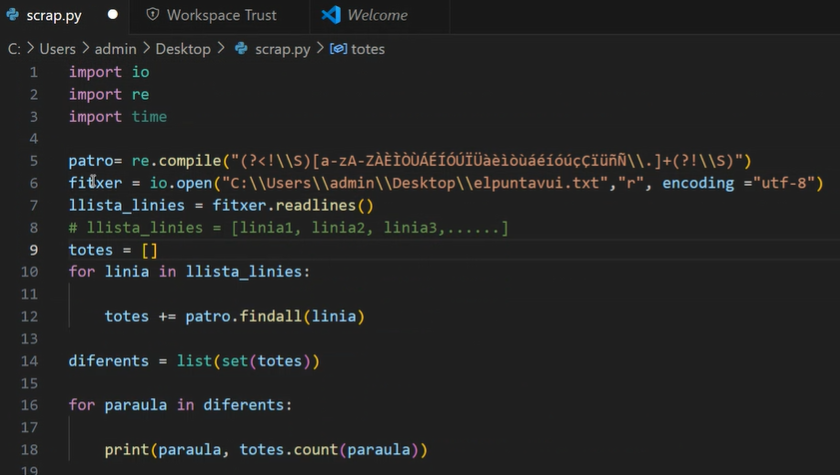 scrap.py Workspace Trust Welcome
C: > Users > admin > Desktop > scrap.py > totes
1 import io
2 import re
3 import time
4
5 patro= re.compile("(?<!\\S)[a-zA-ZÀÈÌÒÙÁÉÍÓÚÏÜàèìòùáéíóúçÇïüñÑ\\.]+(?!\\S)")
6 fitxer = io.open("C:\\Users\\admin\\Desktop\\elpuntavui.txt","r", encoding ="utf-8")
7 llista_linies = fitxer.readlines()
8 # llista_linies = [linia1, linia2, linia3,......]
9 totes = []
10 for linia in llista_linies:
11
12 totes += patro.findall(linia)
13
14 diferents = list(set(totes))
15
16 for paraula in diferents:
17
18 print(paraula, totes.count(paraula))
19